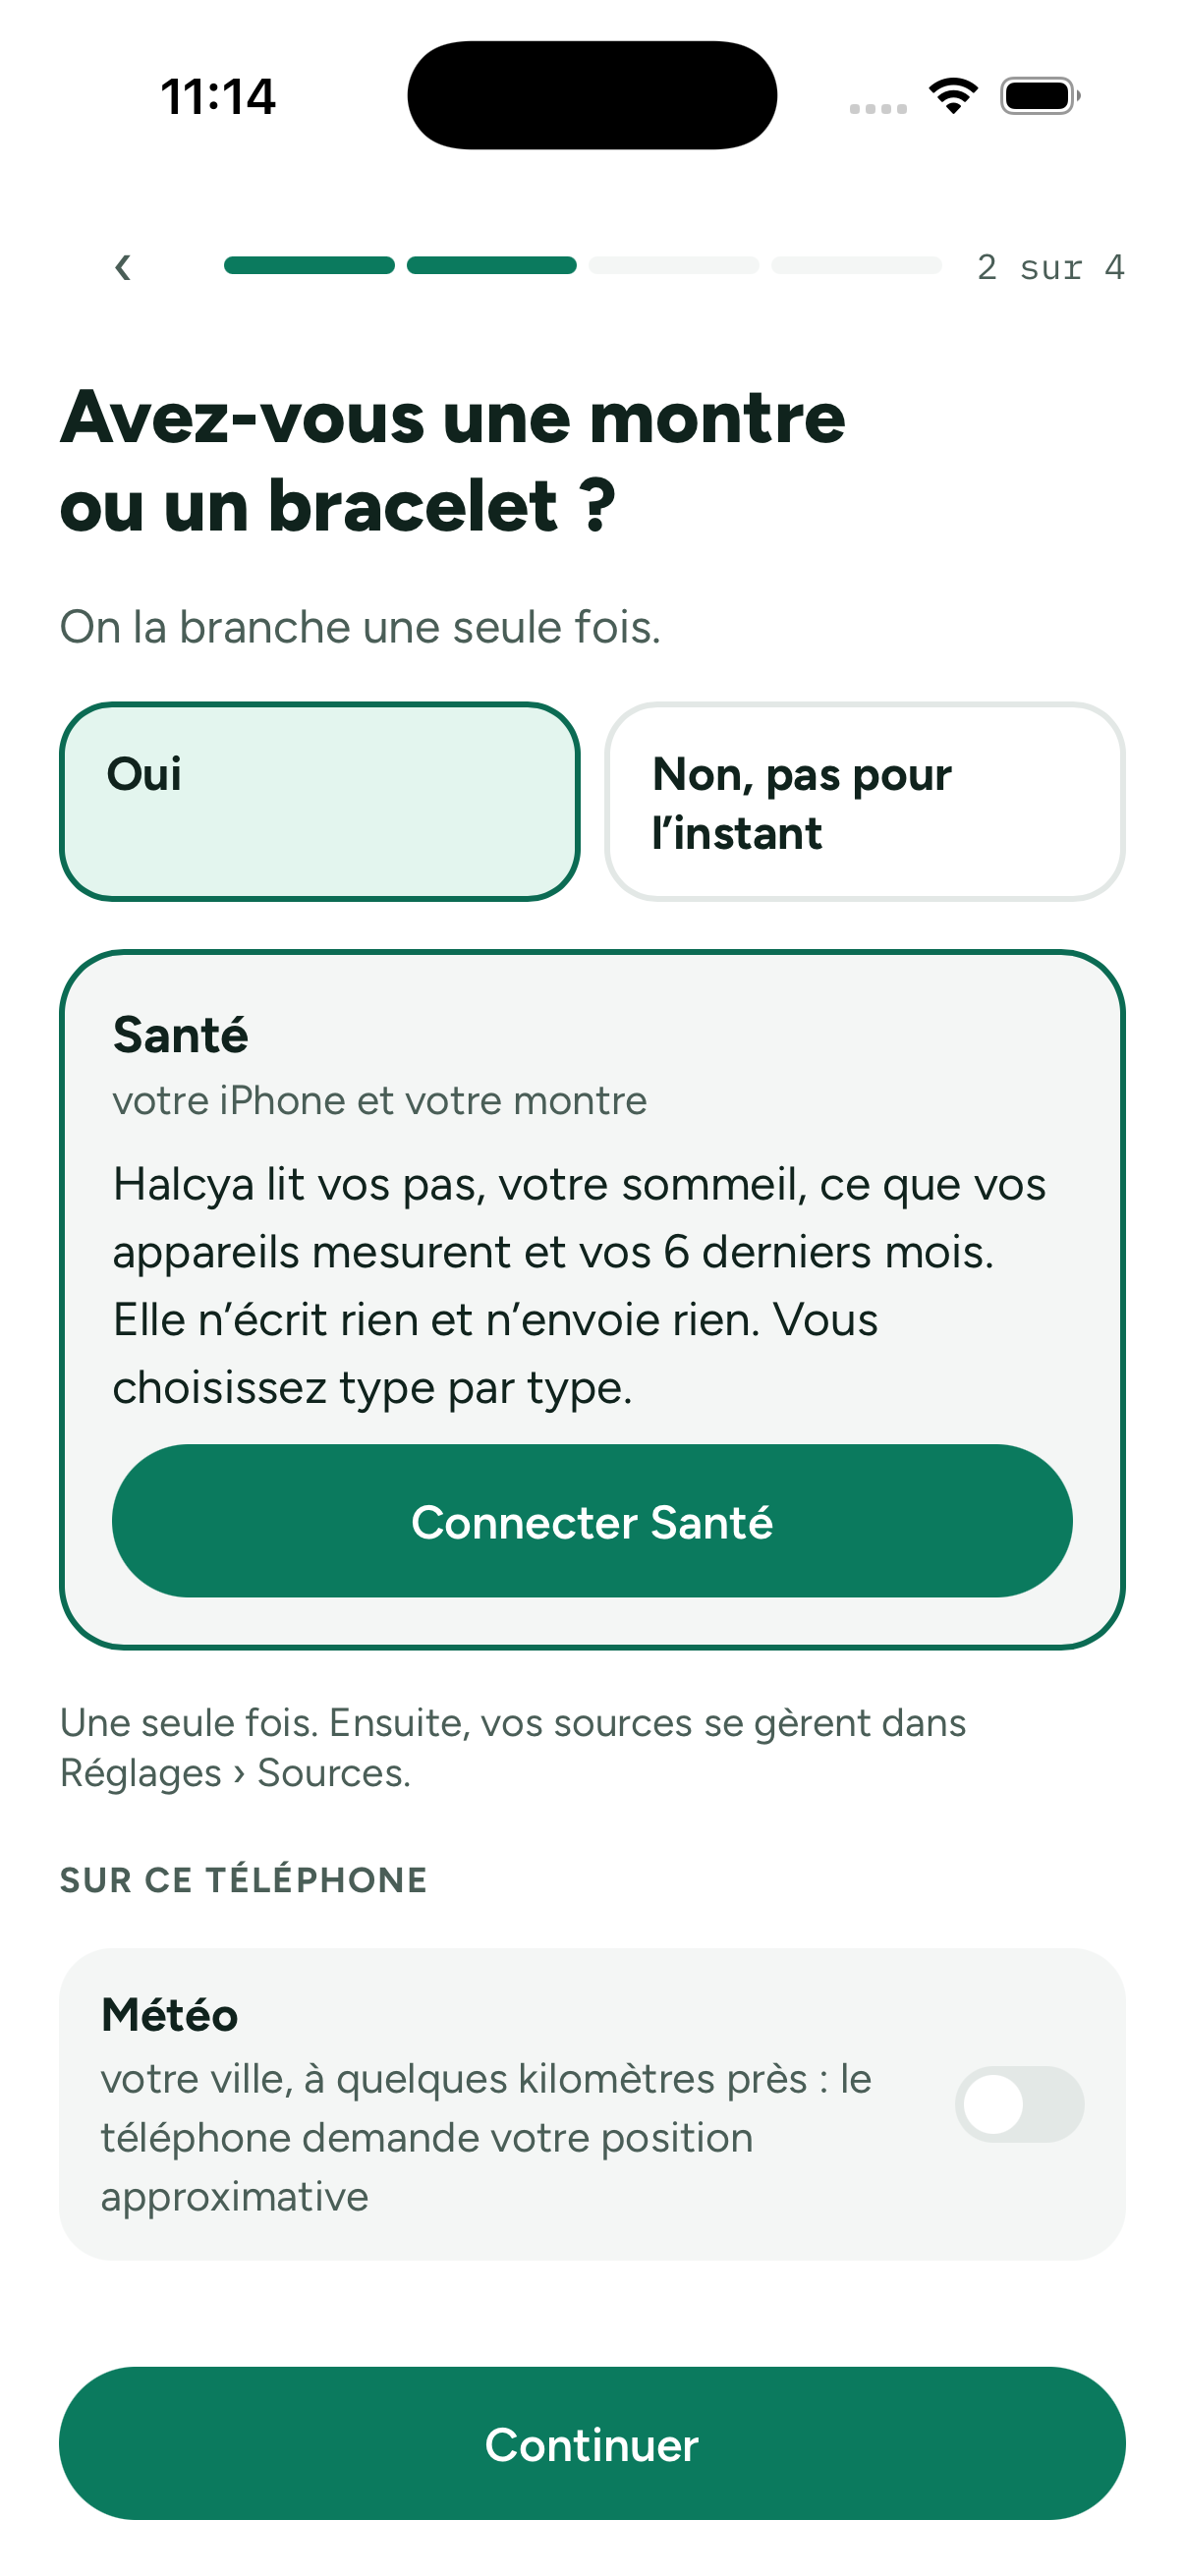 11:14
‹ 2 sur 4
Avez-vous une montre
ou un bracelet ?
On la branche une seule fois.
Oui
Non, pas pour
l’instant
Santé
votre iPhone et votre montre
Halcya lit vos pas, votre sommeil, ce que vos
appareils mesurent et vos 6 derniers mois.
Elle n’écrit rien et n’envoie rien. Vous
choisissez type par type.
Connecter Santé
Une seule fois. Ensuite, vos sources se gèrent dans
Réglages › Sources.
SUR CE TÉLÉPHONE
Météo
votre ville, à quelques kilomètres près : le
téléphone demande votre position
approximative
Continuer